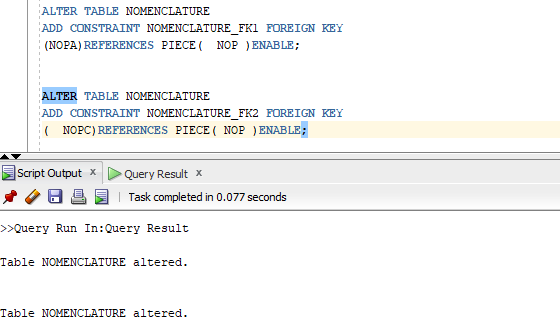 ALTER TABLE NOMENCLATURE
ADD CONSTRAINT NOMENCLATURE_FK1 FOREIGN KEY
(NOPA)REFERENCES PIECE(  NOP )ENABLE;
ALTER TABLE NOMENCLATURE
ADD CONSTRAINT NOMENCLATURE_FK2 FOREIGN KEY
(  NOPC)REFERENCES PIECE( NOP )ENABLE;
Script Output x Query Result x
Task completed in 0.077 seconds
>>Query Run In:Query Result
Table NOMENCLATURE altered.
Table NOMENCLATURE altered.